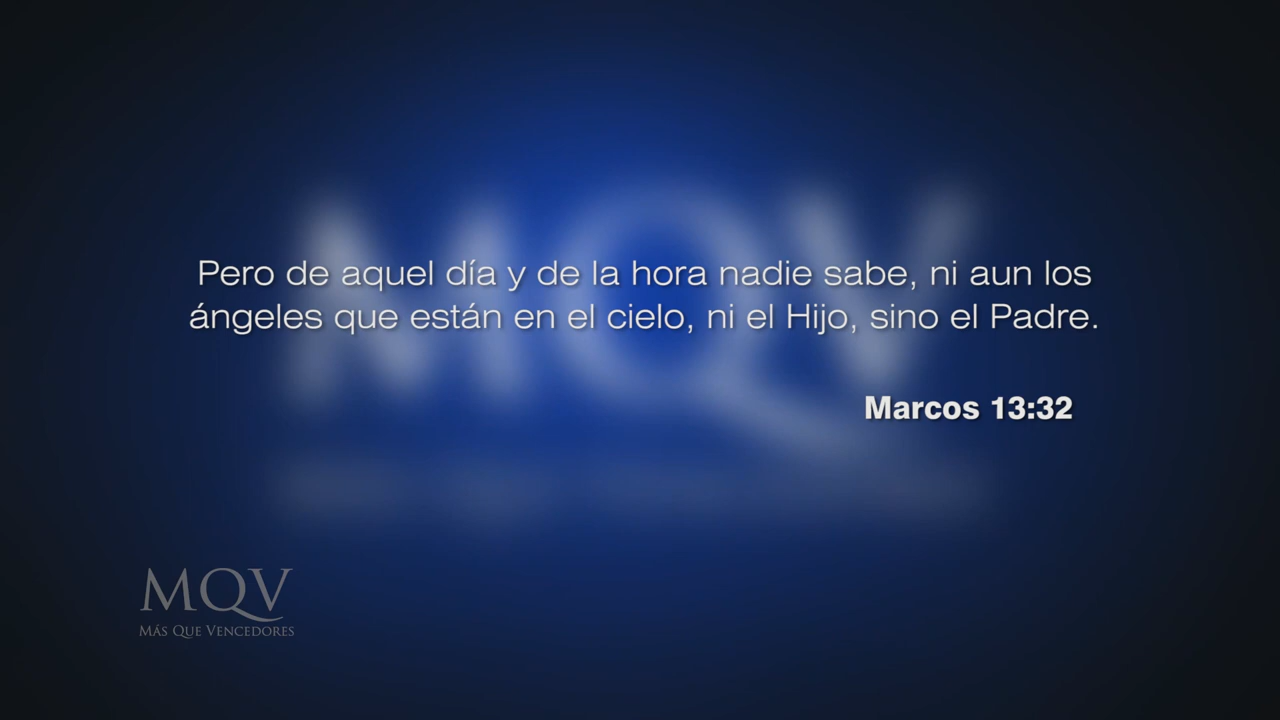 Pero de aquel día y de la hora nadie sabe, ni aun los
ángeles que están en el cielo, ni el Hijo, sino el Padre.
Marcos 13:32
MQV
MÁS QUE VENCEDORES